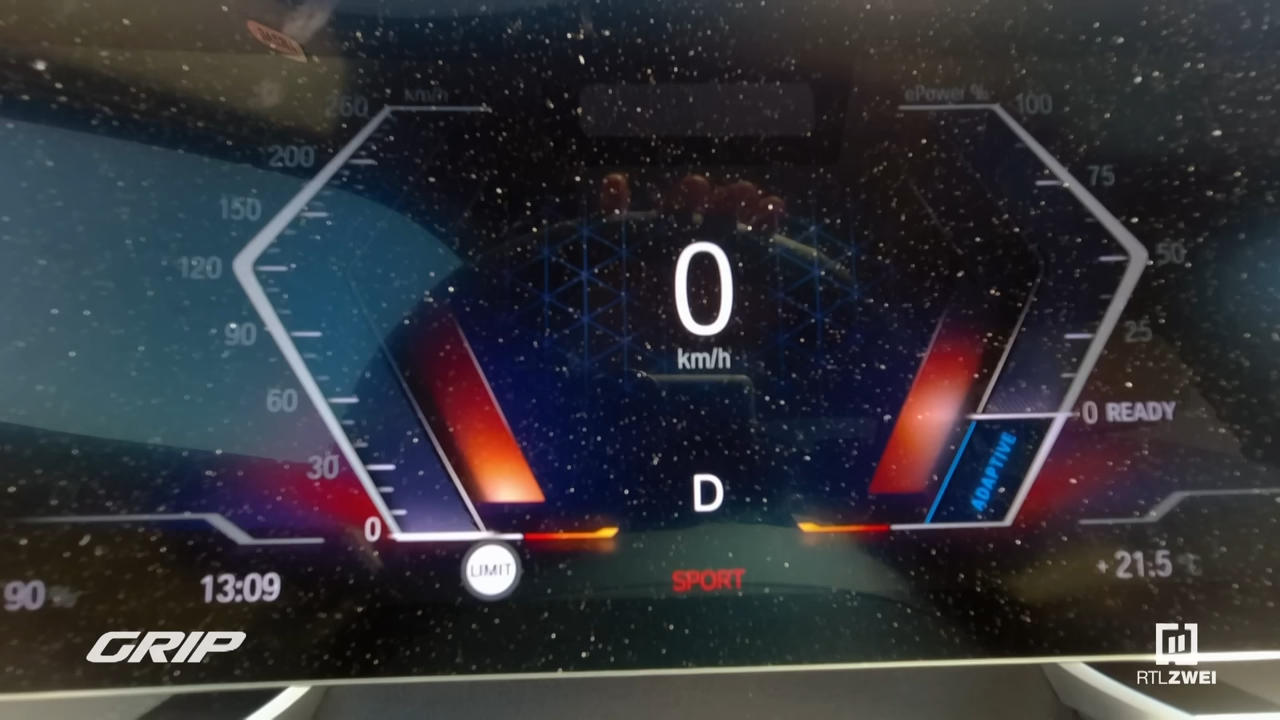 km/h
ePower %
260
100
200
75
150
50
120
0
km/h
90
25
60
0 READY
30
ADAPTIVE
D
0
LIMIT
SPORT
90 %
13:09
+21.5 °C
GRIP
RTLZWEI